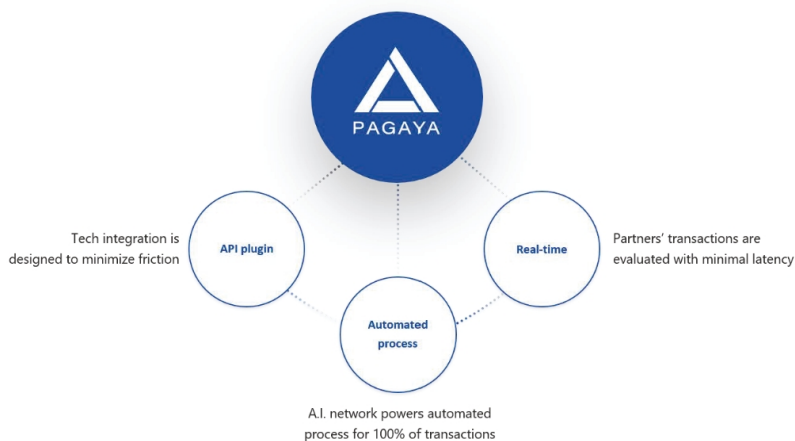 PAGAYA
Tech integration is
designed to minimize friction
API plugin
Real-time
Partners’ transactions are
evaluated with minimal latency
Automated
process
A.I. network powers automated
process for 100% of transactions